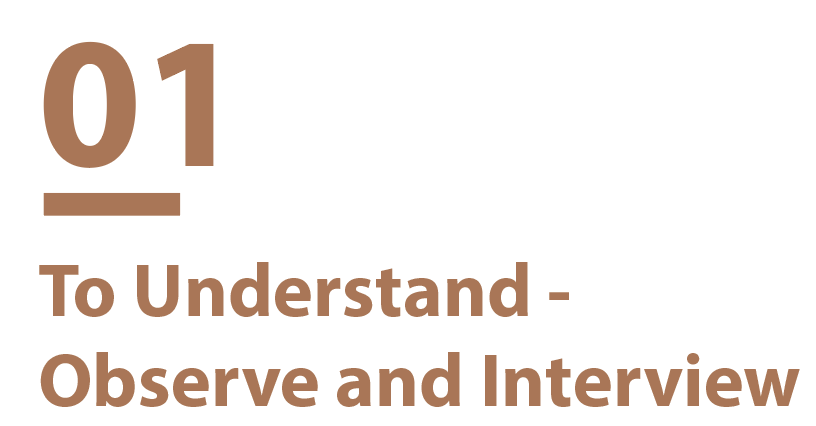 01
To Understand -
Observe and Interview